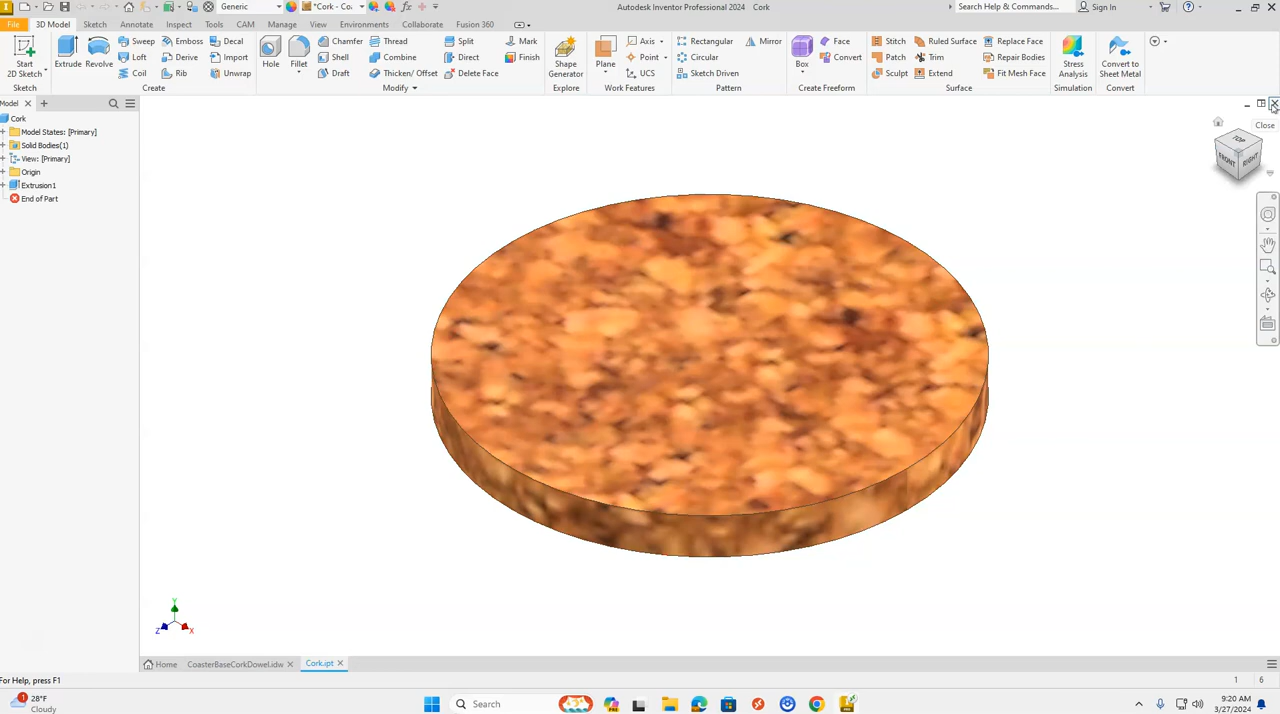 Generic
*Cork - Co
Autodesk Inventor Professional 2024 Cork
Search Help & Commands...
Sign In
File 3D Model Sketch Annotate Inspect Tools CAM Manage View Environments Collaborate Fusion 360
Start
2D Sketch
Sketch
Extrude
Revolve
Sweep
Loft
Coil
Emboss
Derive
Rib
Decal
Import
Unwrap
Hole
Fillet
Chamfer
Shell
Draft
Thread
Combine
Thicken/ Offset
Split
Direct
Delete Face
Modify
Mark
Finish
Shape
Generator
Explore
Plane
Axis
Point
UCS
Work Features
Rectangular
Circular
Sketch Driven
Mirror
Pattern
Box
Face
Convert
Create Freeform
Stitch
Patch
Sculpt
Ruled Surface
Trim
Extend
Replace Face
Repair Bodies
Fit Mesh Face
Surface
Stress
Analysis
Simulation
Convert to
Sheet Metal
Convert
Model
Cork
Model States: [Primary]
Solid Bodies(1)
View: [Primary]
Origin
Extrusion1
End of Part
Close
TOP
FRONT
RIGHT
Y
Z
X
Home
CoasterBaseCorkDowel.idw
Cork.ipt
For Help, press F1
1 6
1
28°F
Cloudy
Search
PRO
9:20 AM
3/27/2024